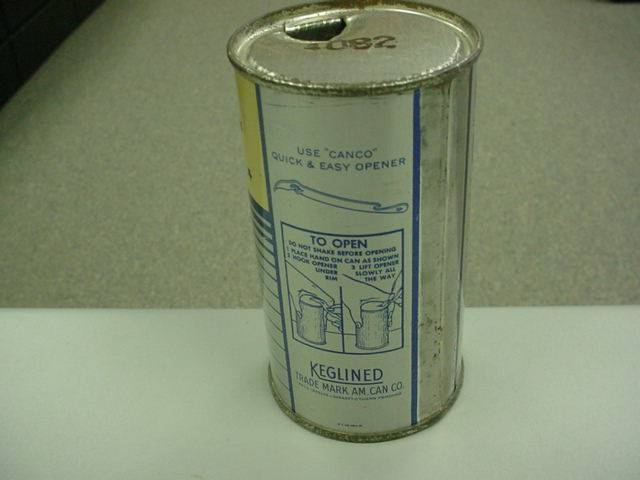 4082
USE "CANCO"
QUICK & EASY OPENER
TO OPEN
DO NOT SHAKE BEFORE OPENING
1 PLACE HAND ON CAN AS SHOWN
2 HOOK OPENER UNDER RIM
3 LIFT OPENER SLOWLY ALL THE WAY
KEGLINED
TRADE MARK AM. CAN CO.